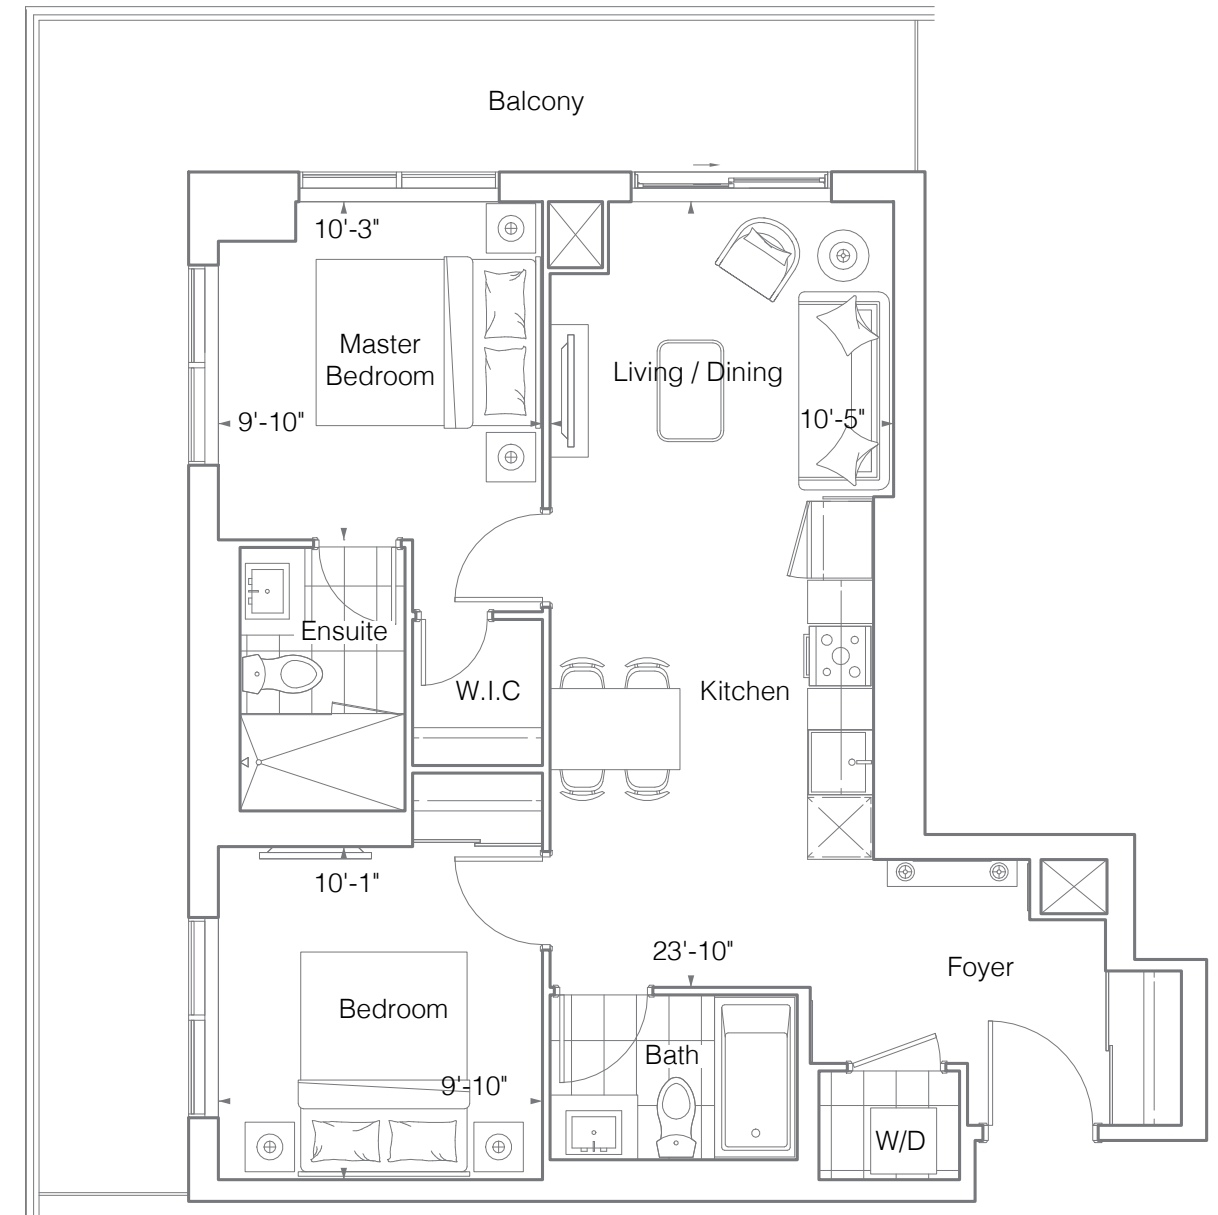 Balcony
10'-3"
Master
Bedroom
Living / Dining
9'-10"
10'-5"
Ensuite
W.I.C
Kitchen
10'-1"
23'-10"
Foyer
Bedroom
Bath
9'-10"
W/D